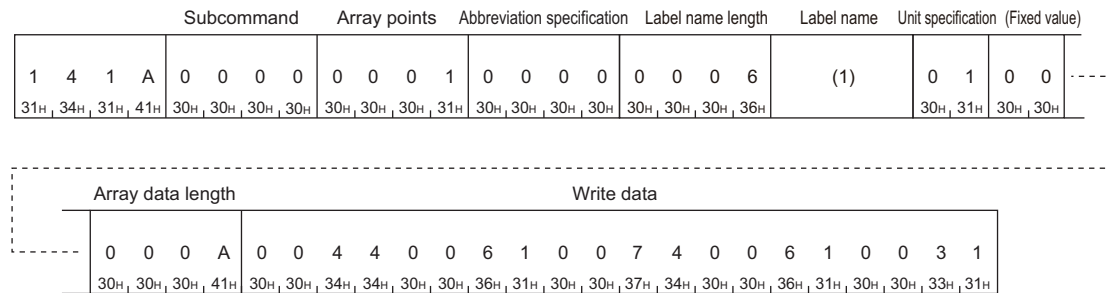 Subcommand Array points Abbreviation specification Label name length Label name Unit specification (Fixed value)
1 4 1 A 0 0 0 0 0 0 0 1 0 0 0 0 0 0 0 6 (1) 0 1 0 0
31H 34H 31H 41H 30H 30H 30H 30H 30H 30H 30H 31H 30H 30H 30H 30H 30H 30H 30H 36H 30H 31H 30H 30H
Array data length Write data
0 0 0 A 0 0 4 4 0 0 6 1 0 0 7 4 0 0 6 1 0 0 3 1
30H 30H 30H 41H 30H 30H 34H 34H 30H 30H 36H 31H 30H 30H 37H 34H 30H 30H 36H 31H 30H 30H 33H 31H